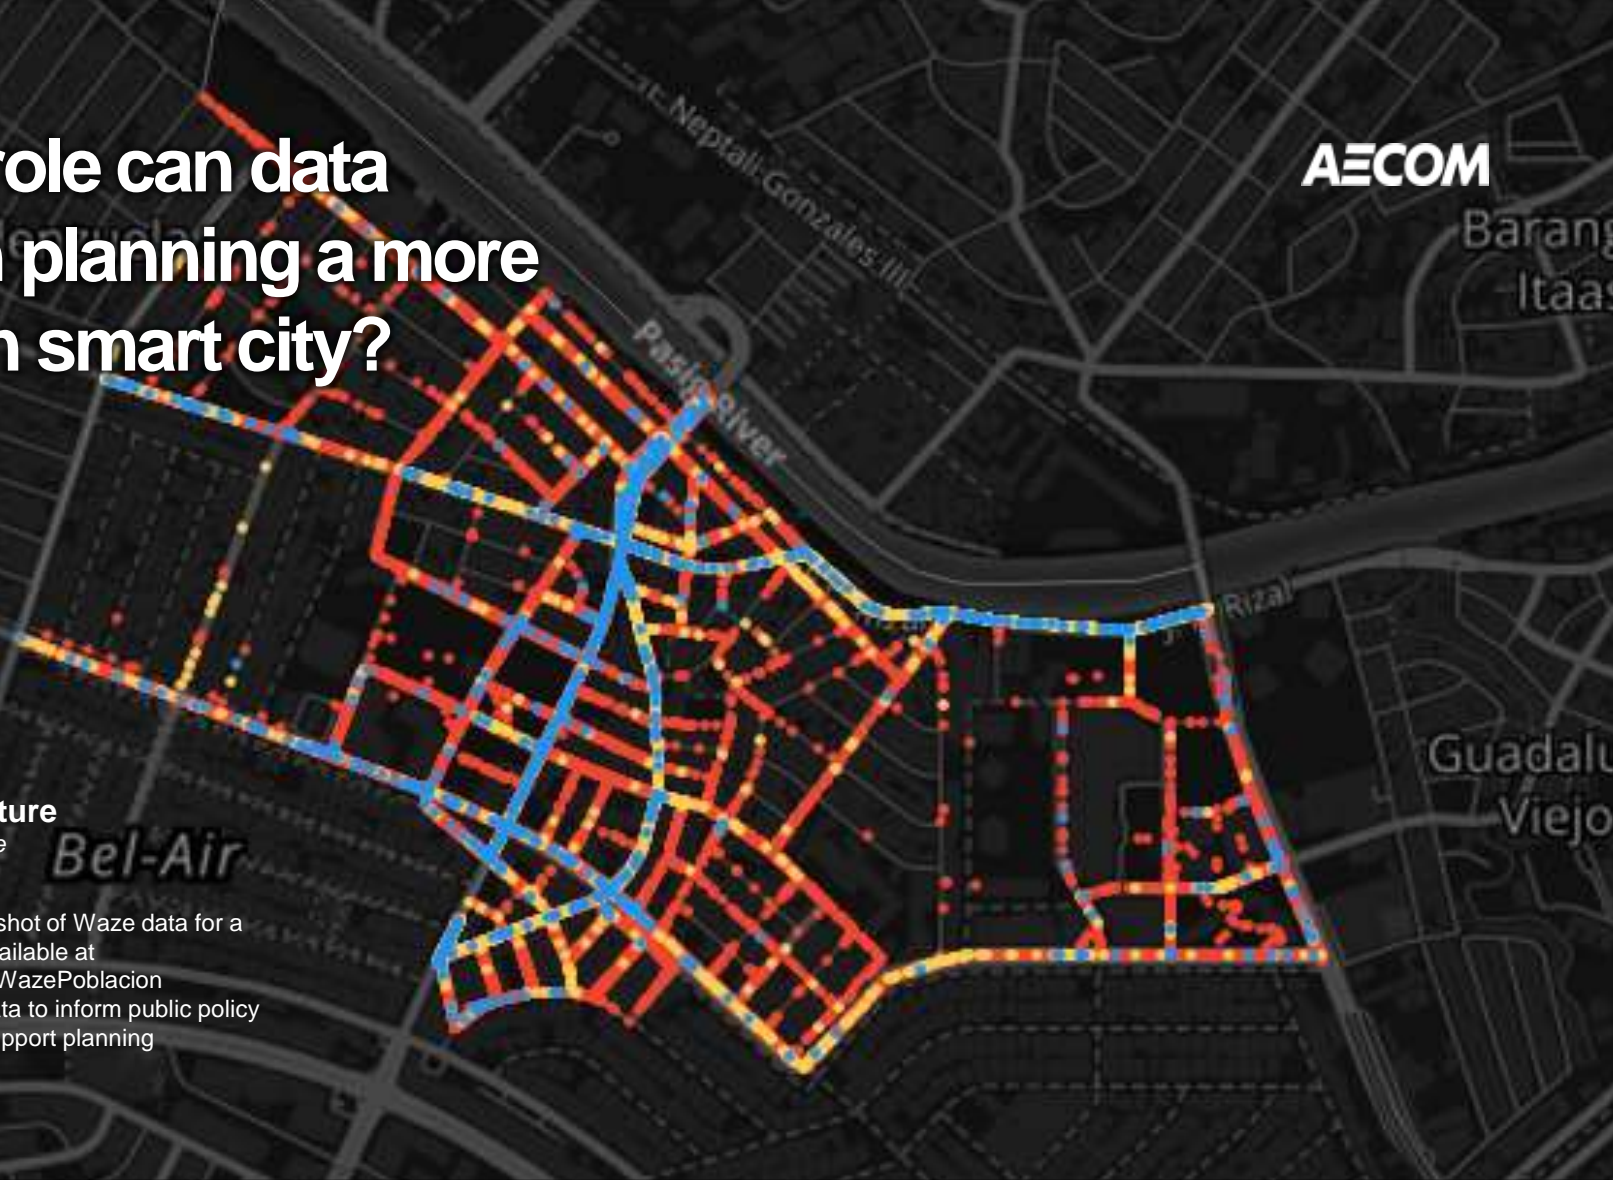 role can data
planning a more
smart city?
AECOM
Neptali Gonzales III
Barang
Itaas
Pasig River
J. P. Rizal
Guadalu
Viejo
ture
e
Bel-Air
shot of Waze data for a
ailable at
WazePoblacion
ta to inform public policy
pport planning